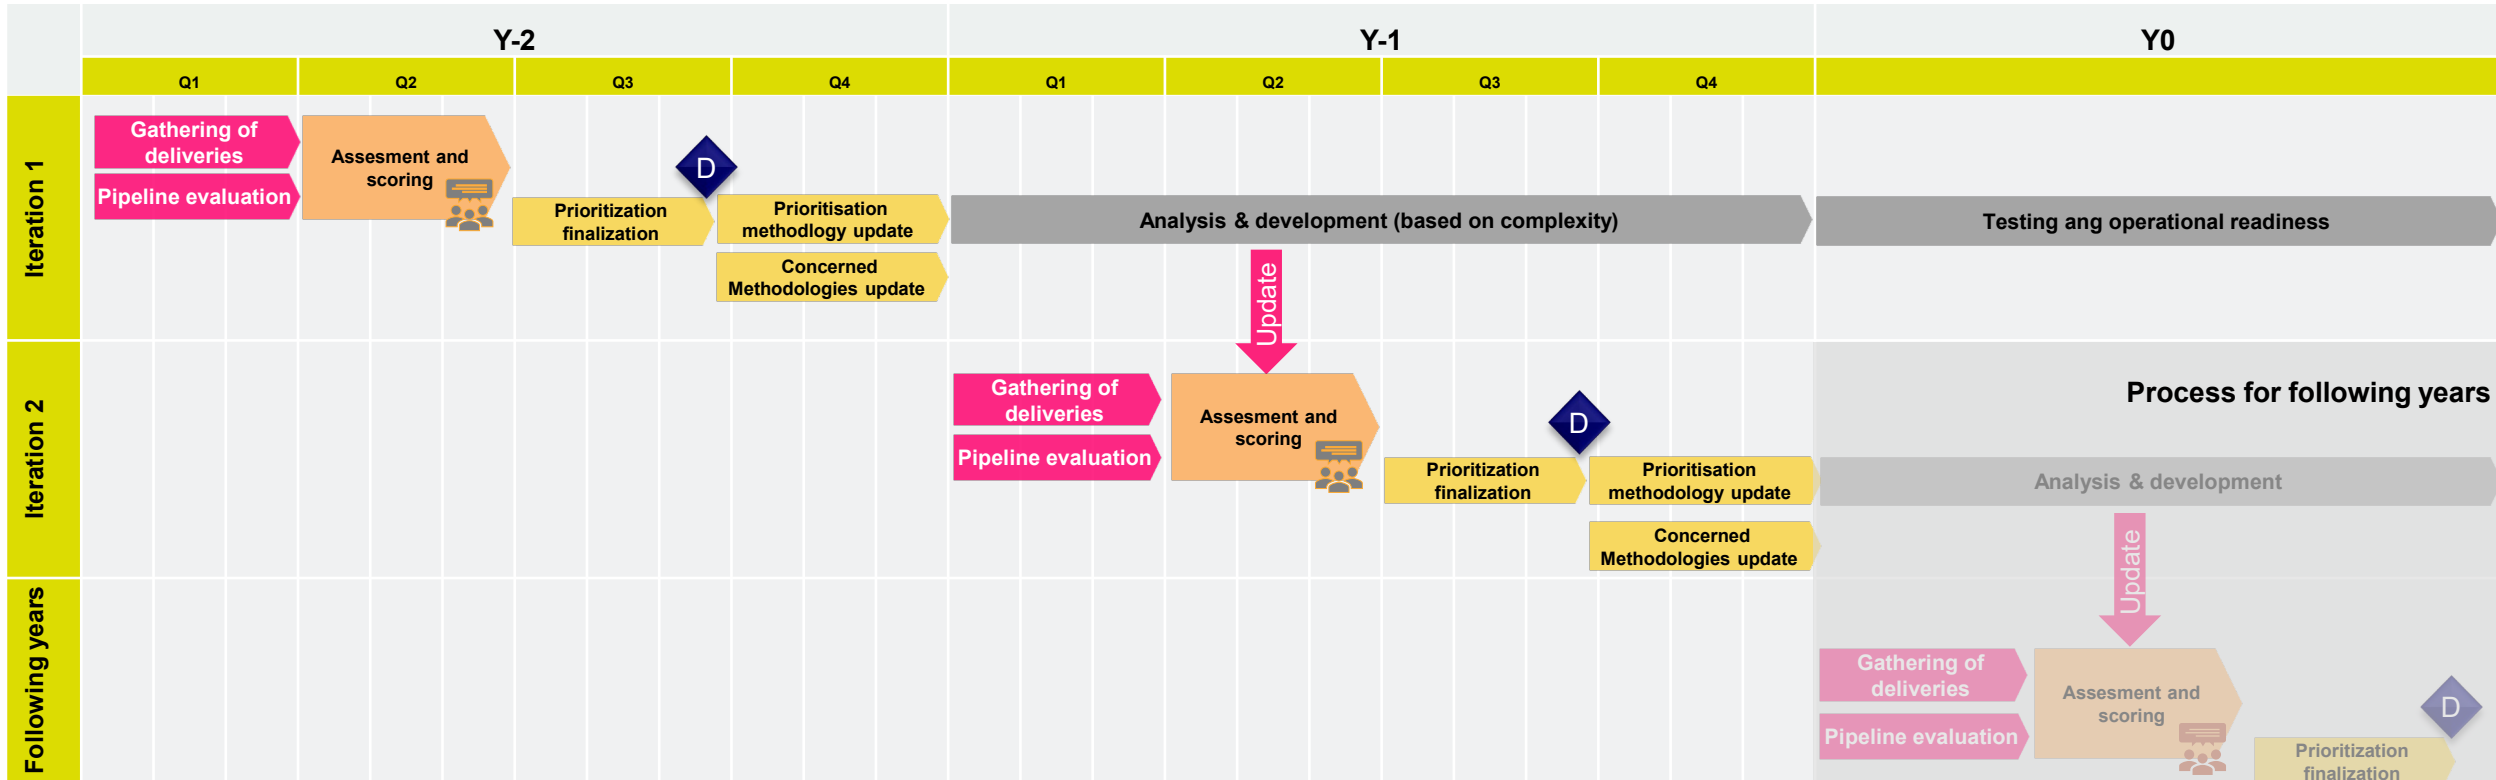 Y-2
Y-1
Y0
Q1
Q2
Q3
Q4
Q1
Q2
Q3
Q4
Iteration 1
Gathering of
deliveries
Pipeline evaluation
Assesment and
scoring
D
Prioritization
finalization
Prioritisation
methodlogy update
Concerned
Methodologies update
Analysis & development (based on complexity)
Testing ang operational readiness
Update
Iteration 2
Gathering of
deliveries
Pipeline evaluation
Assesment and
scoring
D
Prioritization
finalization
Prioritisation
methodology update
Concerned
Methodologies update
Process for following years
Analysis & development
Update
Following years
Gathering of
deliveries
Pipeline evaluation
Assesment and
scoring
D
Prioritization
finalization